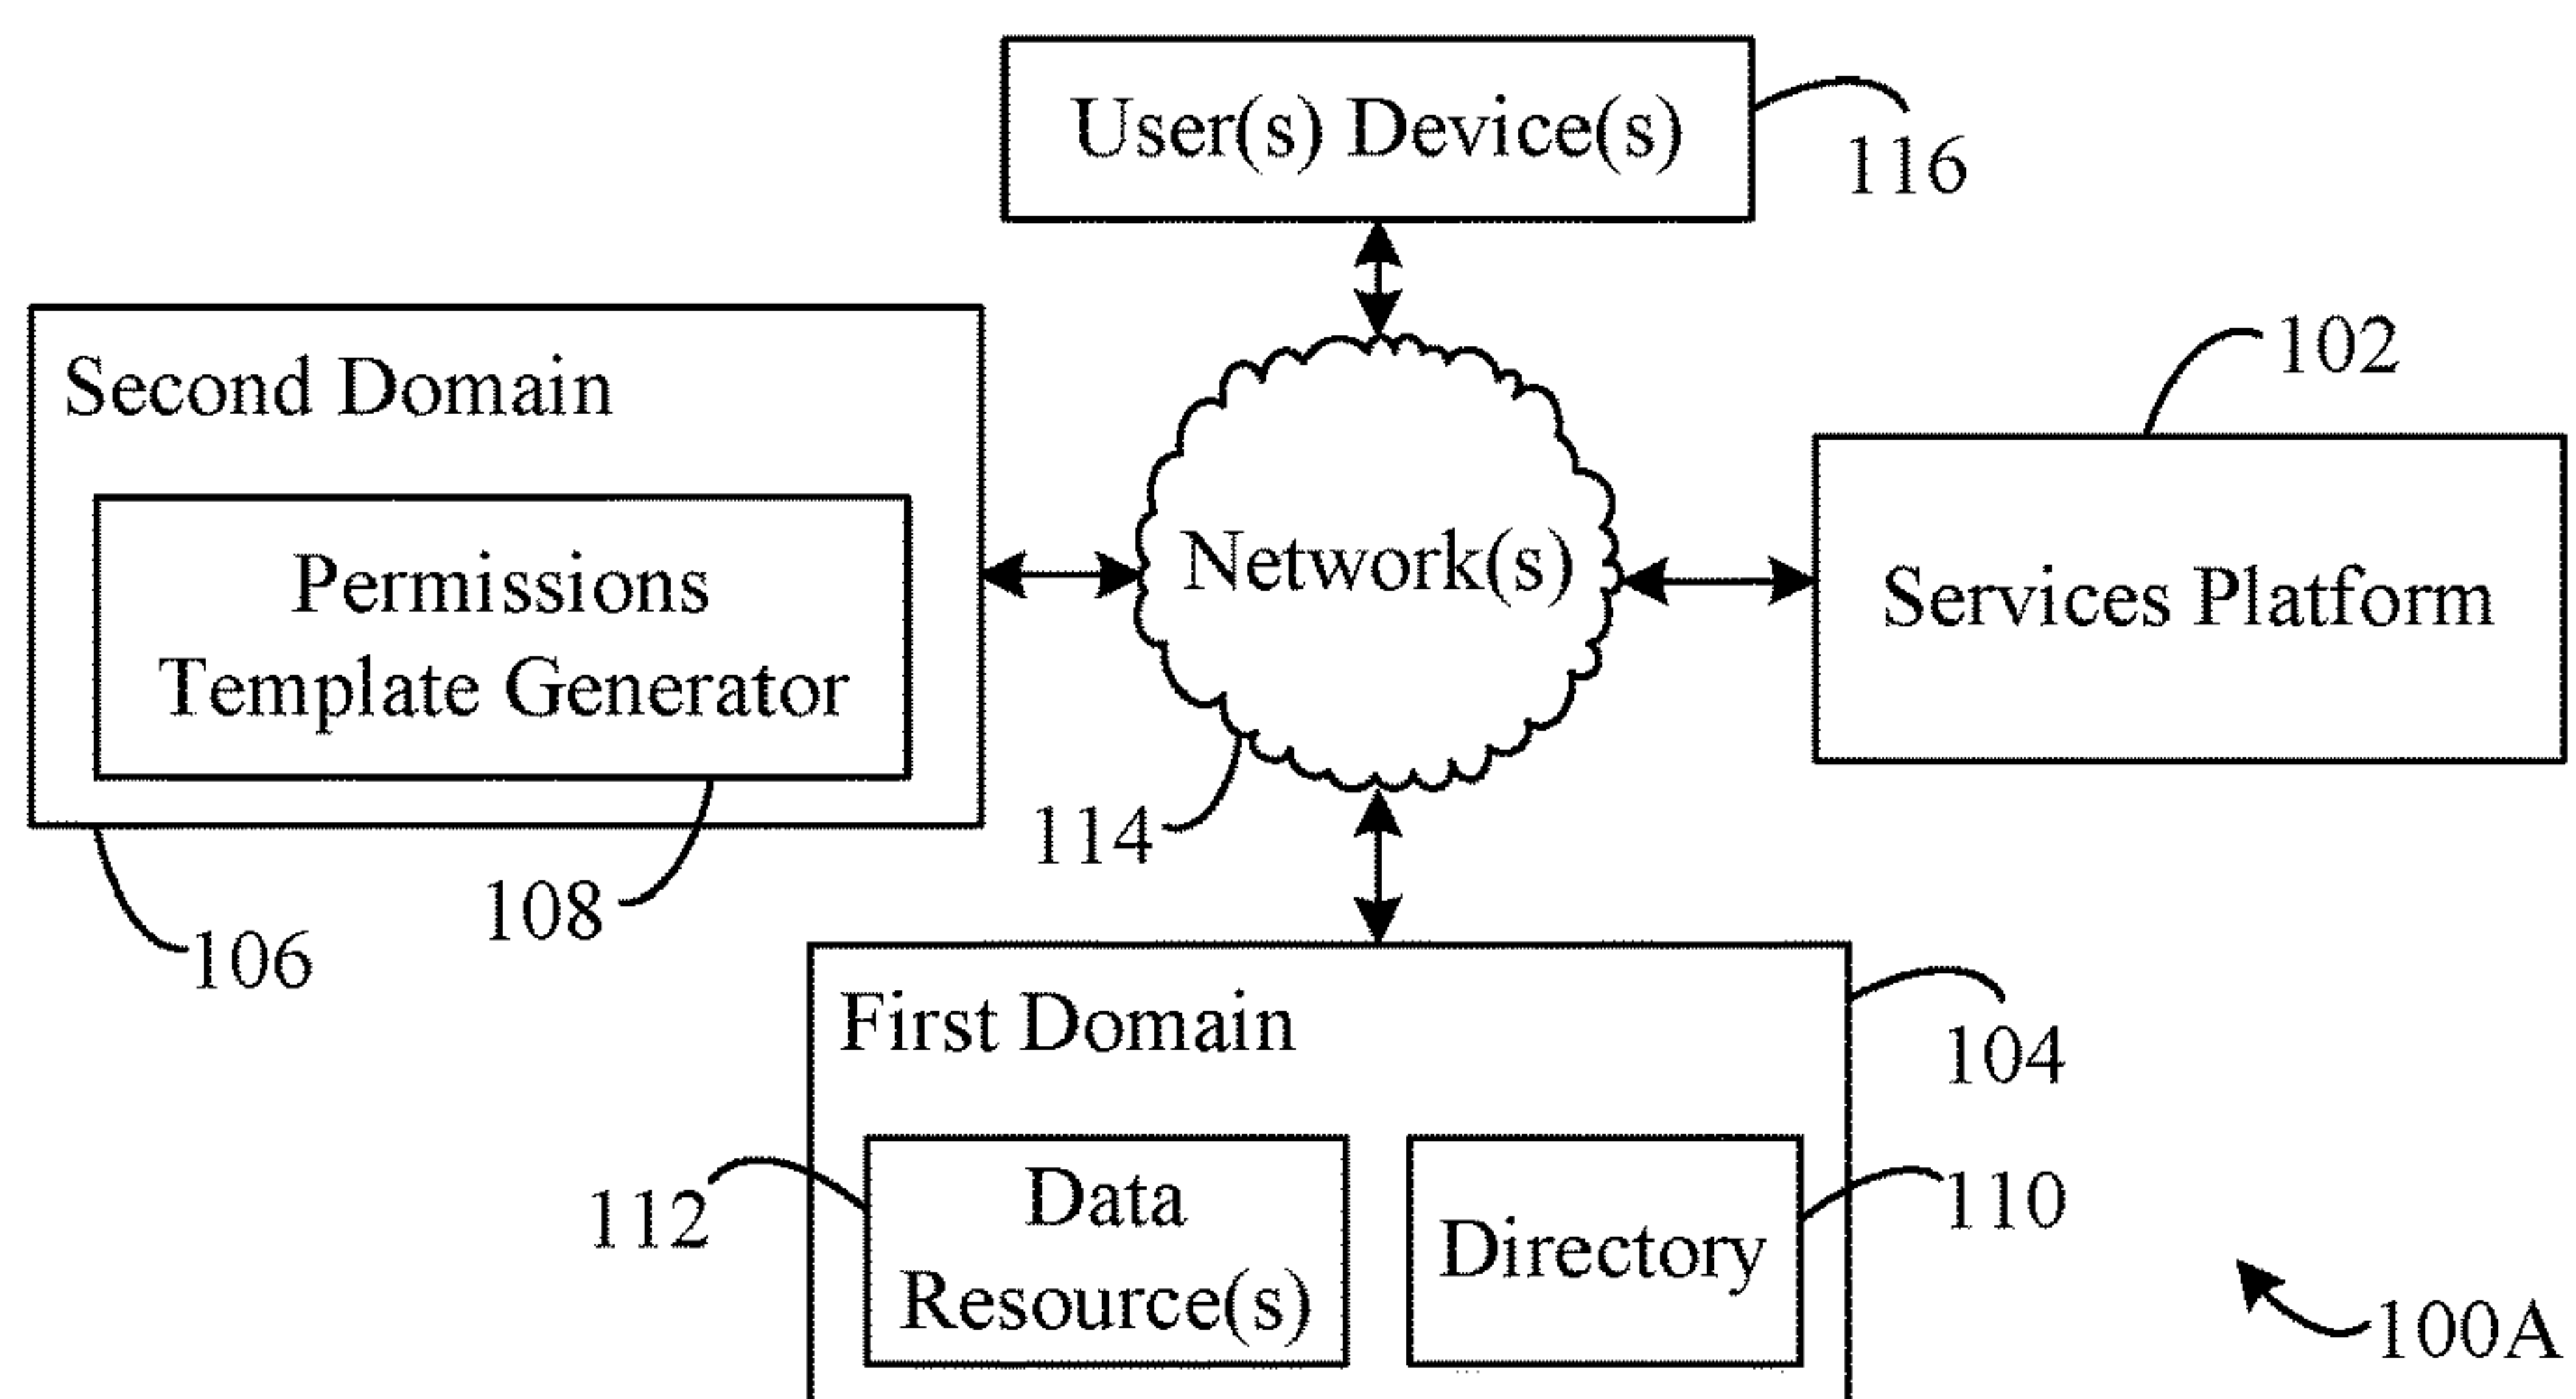 User(s) Device(s)
116
Second Domain
102
Permissions
Template Generator
Network(s)
Services Platform
114
108
106
First Domain
104
112
Data
Resource(s)
Directory
110
100A